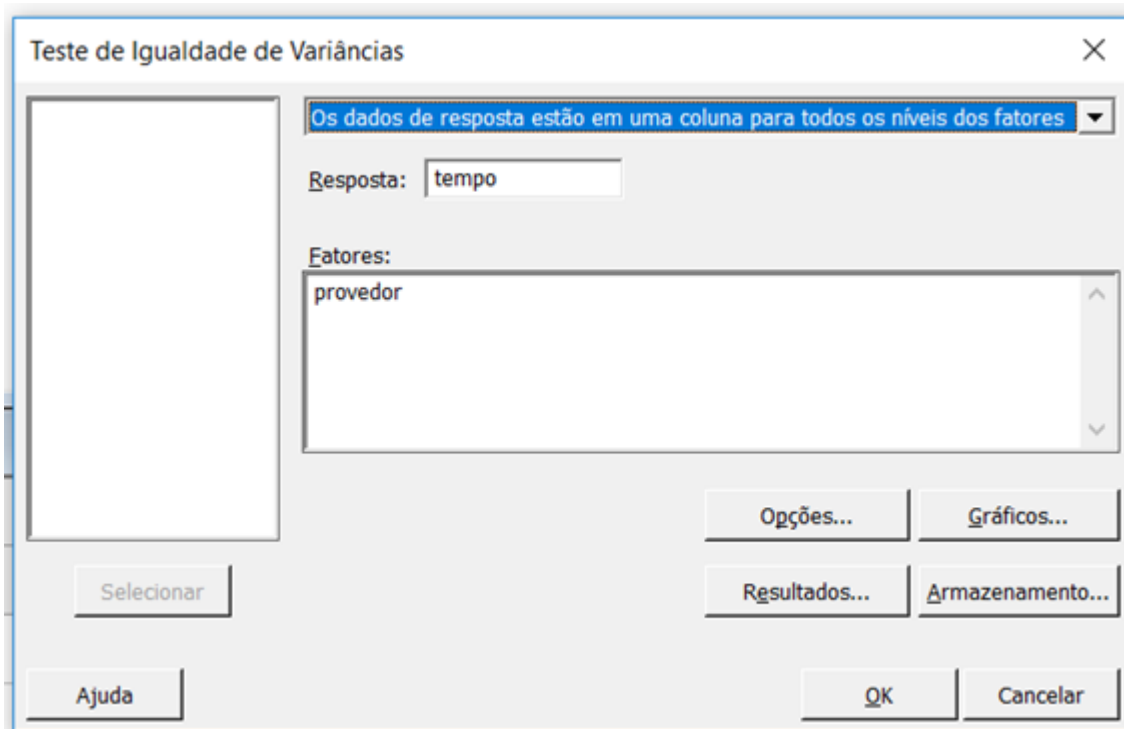 Teste de Igualdade de Variâncias
Os dados de resposta estão em uma coluna para todos os níveis dos fatores
Resposta: tempo
Fatores:
provedor
Opções... Gráficos...
Selecionar Resultados... Armazenamento...
Ajuda OK Cancelar